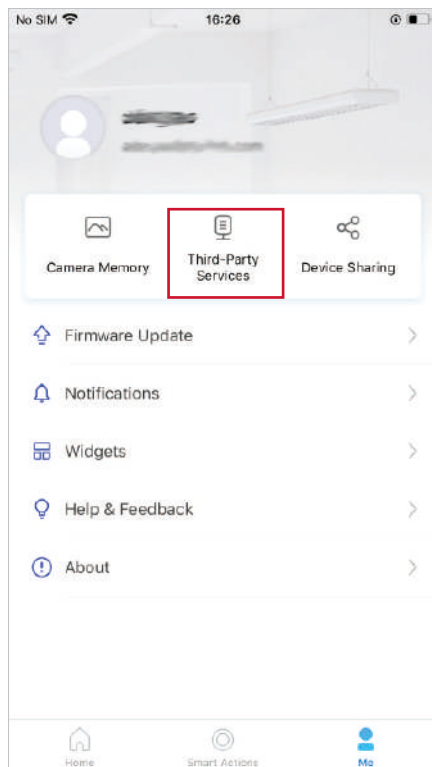 No SIM 16:26
Camera Memory
Third-Party
Services
Device Sharing
Firmware Update
Notifications
Widgets
Help & Feedback
About
Home Smart Actions Me